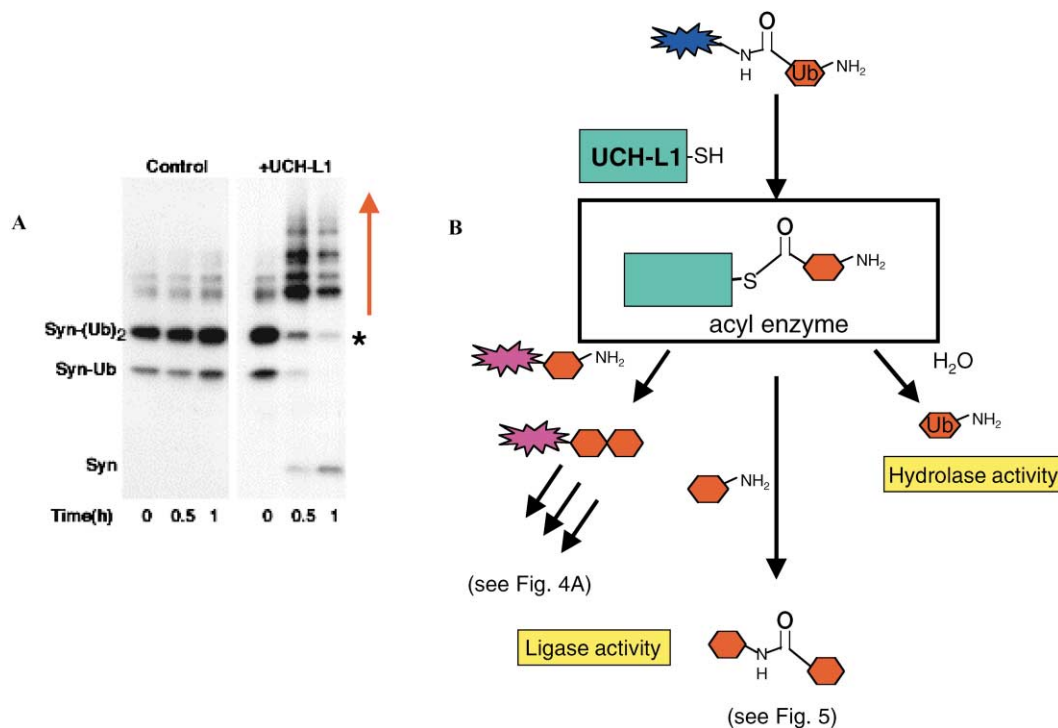 A
Control +UCH-L1
Syn-(Ub)2
*
Syn-Ub
Syn
Time(h) 0 0.5 1 0 0.5 1
B
O
N
H
Ub
NH2
UCH-L1-SH
O
S
NH2
acyl enzyme
NH2
H2O
Ub
NH2
Hydrolase activity
NH2
(see Fig. 4A)
Ligase activity
O
N
H
(see Fig. 5)